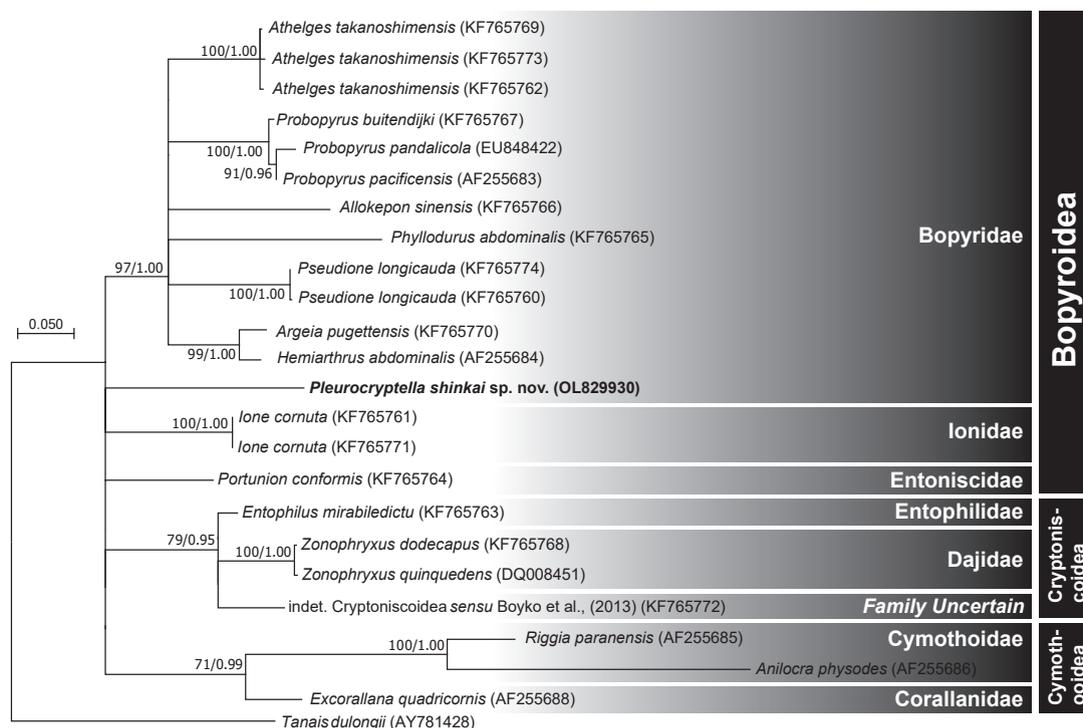 Athelges takanoshimensis (KF765769)
100/1.00
Athelges takanoshimensis (KF765773)
Athelges takanoshimensis (KF765762)
Probopyrus buitendijki (KF765767)
100/1.00
Probopyrus pandalicola (EU848422)
91/0.96
Probopyrus pacificensis (AF255683)
Allokepon sinensis (KF765766)
Phyllodurus abdominalis (KF765765)
Bopyridae
97/1.00
Pseudione longicauda (KF765774)
100/1.00
Pseudione longicauda (KF765760)
0.050
Argeia pugettensis (KF765770)
99/1.00
Hemiarthrus abdominalis (AF255684)
Pleurocryptella shinkai sp. nov. (OL829930)
Bopyroidea
100/1.00
Ione cornuta (KF765761)
Ione cornuta (KF765771)
Ionidae
Portunion conformis (KF765764)
Entoniscidae
Entophilus mirabiledictu (KF765763)
Entophilidae
79/0.95
100/1.00
Zonophryxus dodecapus (KF765768)
Zonophryxus quinquedens (DQ008451)
Dajidae
indet. Cryptoniscoidea sensu Boyko et al., (2013) (KF765772)
Family Uncertain
Cryptonis-
coidea
100/1.00
Riggia paranensis (AF255685)
Cymothoidae
71/0.99
Anilocra physodes (AF255686)
Excorallana quadricornis (AF255688)
Corallanidae
Cymoth-
ooidea
Tanais dulongii (AY781428)